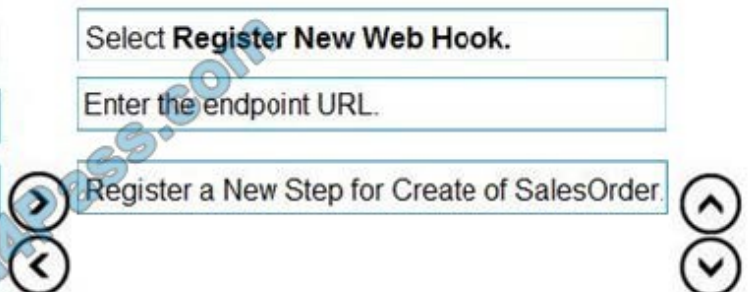 Select Register New Web Hook.
Enter the endpoint URL.
Register a New Step for Create of SalesOrder.